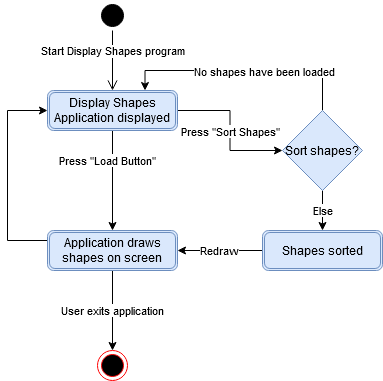 Start Display Shapes program
No shapes have been loaded
Display Shapes
Application displayed
Press "Sort Shapes"
Sort shapes?
Press "Load Button"
Else
Application draws
shapes on screen
Redraw
Shapes sorted
User exits application